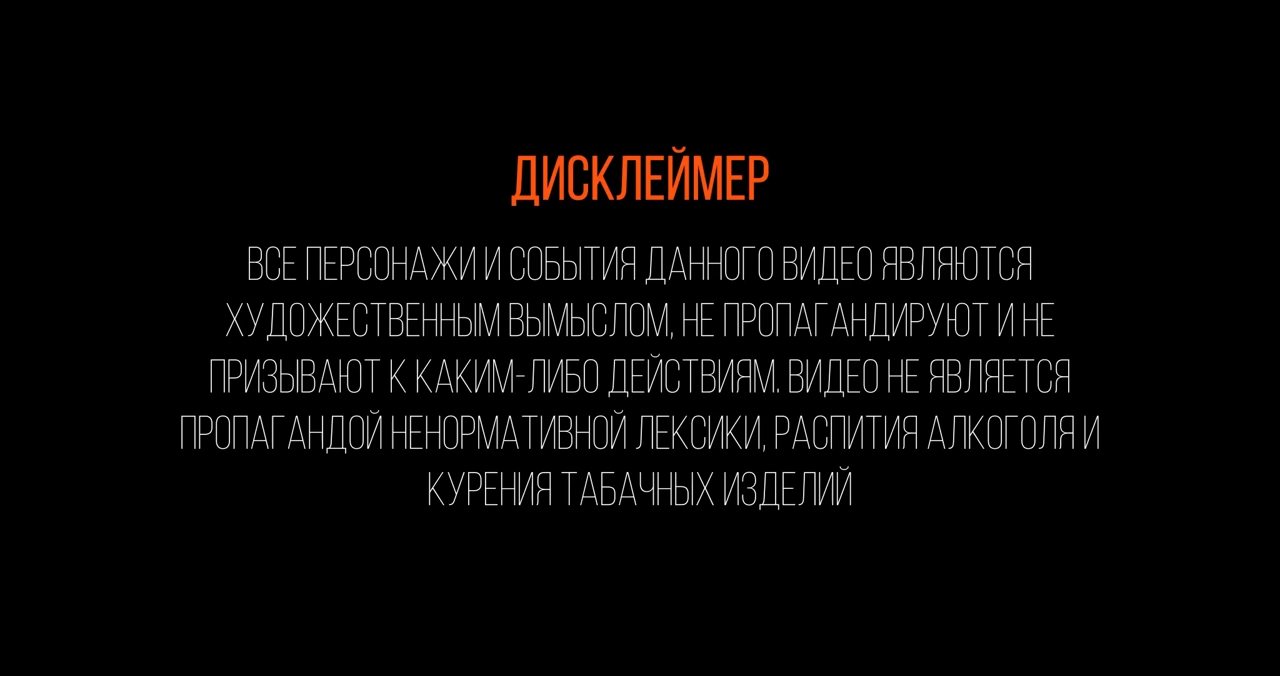 ДИСКЛЕЙМЕР
ВСЕ ПЕРСОНАЖИ И СОБЫТИЯ ДАННОГО ВИДЕО ЯВЛЯЮТСЯ
ХУДОЖЕСТВЕННЫМ ВЫМЫСЛОМ, НЕ ПРОПАГАНДИРУЮТ И НЕ
ПРИЗЫВАЮТ К КАКИМ-ЛИБО ДЕЙСТВИЯМ. ВИДЕО НЕ ЯВЛЯЕТСЯ
ПРОПАГАНДОЙ НЕНОРМАТИВНОЙ ЛЕКСИКИ, РАСПИТИЯ АЛКОГОЛЯ И
КУРЕНИЯ ТАБАЧНЫХ ИЗДЕЛИЙ